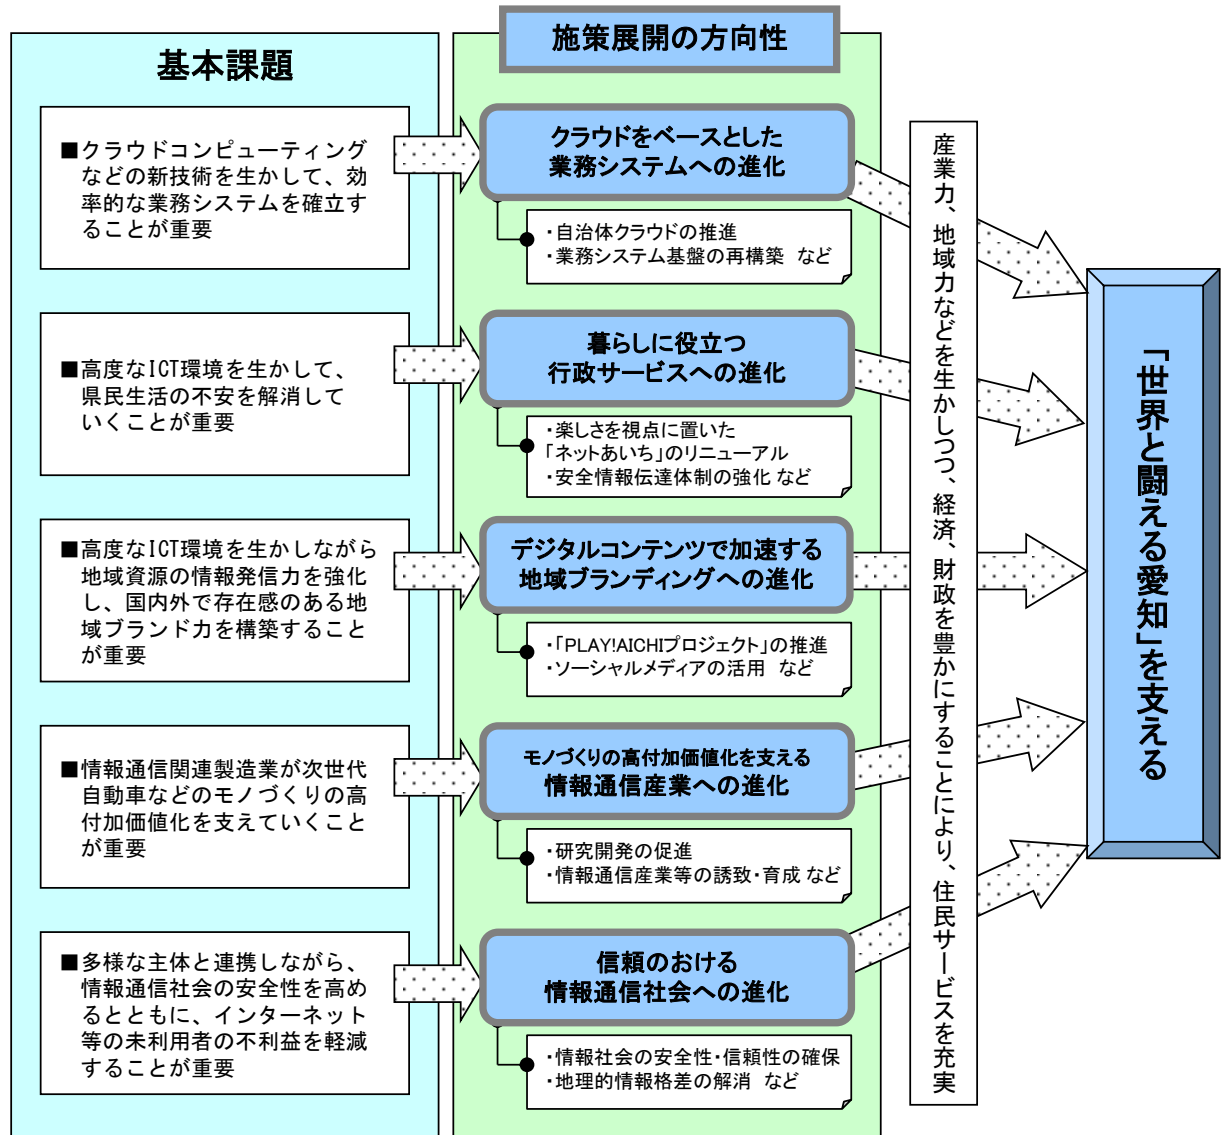 基本課題
■クラウドコンピューティング
などの新技術を生かして、効
率的な業務システムを確立す
ることが重要
■高度なICT環境を生かして、
県民生活の不安を解消して
いくことが重要
■高度なICT環境を生かしながら
地域資源の情報発信力を強化
し、国内外で存在感のある地
域ブランド力を構築すること
が重要
■情報通信関連製造業が次世代
自動車などのモノづくりの高
付加価値化を支えていくこと
が重要
■多様な主体と連携しながら、
情報通信社会の安全性を高め
るとともに、インターネット
等の未利用者の不利益を軽減
することが重要
施策展開の方向性
クラウドをベースとした
業務システムへの進化
・自治体クラウドの推進
・業務システム基盤の再構築 など
暮らしに役立つ
行政サービスへの進化
・楽しさを視点に置いた
「ネットあいち」のリニューアル
・安全情報伝達体制の強化 など
デジタルコンテンツで加速する
地域ブランディングへの進化
・「PLAY!AICHIプロジェクト」の推進
・ソーシャルメディアの活用 など
モノづくりの高付加価値化を支える
情報通信産業への進化
・研究開発の促進
・情報通信産業等の誘致・育成 など
信頼のおける
情報通信社会への進化
・情報社会の安全性・信頼性の確保
・地理的情報格差の解消 など
産業力、地域力などを生かしつつ、経済、財政を豊かにすることにより、住民サービスを充実
「世界と闘える愛知」を支える